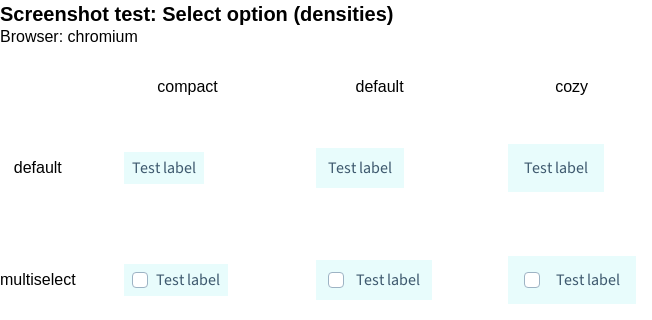 Screenshot test: Select option (densities)
Browser: chromium
compact default cozy
default Test label Test label Test label
multiselect Test label Test label Test label